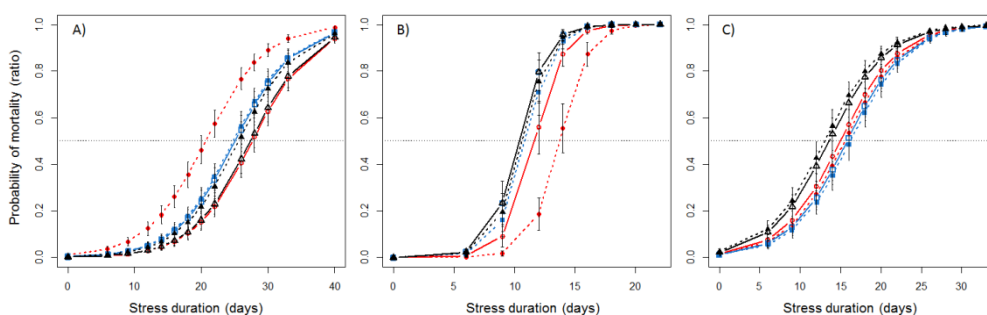 A)
B)
C)
Probability of mortality (ratio)
0.0 0.2 0.4 0.6 0.8 1.0
0 10 20 30 40
Stress duration (days)
0.0 0.2 0.4 0.6 0.8 1.0
0 5 10 15 20
Stress duration (days)
0.0 0.2 0.4 0.6 0.8 1.0
0 5 10 15 20 25 30
Stress duration (days)